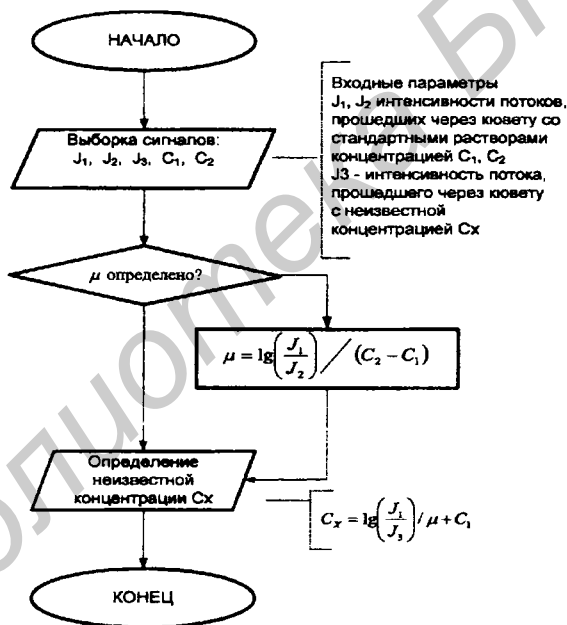 НАЧАЛО
Входные параметры
J₁, J₂ интенсивности потоков,
прошедших через кювету со
стандартными растворами
концентрацией C₁, C₂
J3 - интенсивность потока,
прошедшего через кювету
с неизвестной
концентрацией Cx
Выборка сигналов:
J₁, J₂, J₃, C₁, C₂
μ определено?
μ = lg(J₁/J₂) / (C₂ − C₁)
Определение
неизвестной
концентрации Cx
Cₓ = lg(J₁/J₃) / μ + C₁
КОНЕЦ